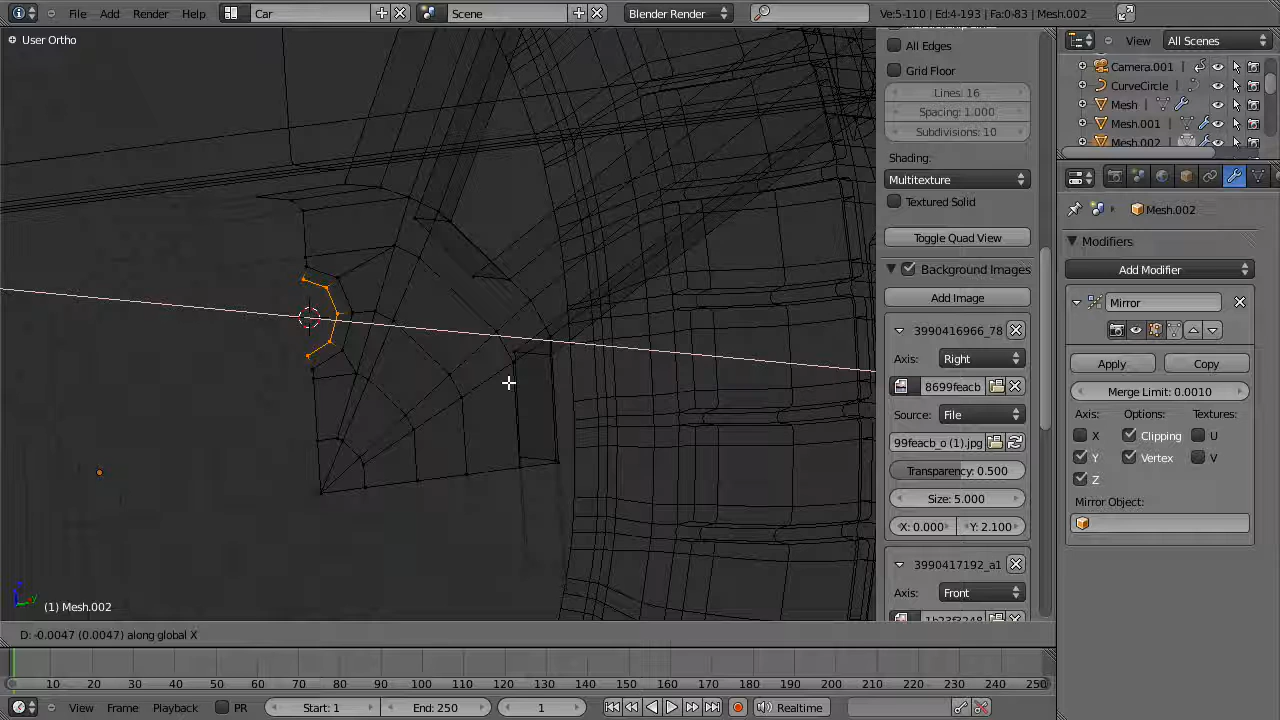 File Add Render Help Car Scene Blender Render Ve:5-110 | Ed:4-193 | Fa:0-83 | Mesh.002
User Ortho
All Edges
Grid Floor
Lines: 16
Spacing: 1.000
Subdivisions: 10
Shading:
Multitexture
Textured Solid
Toggle Quad View
Background Images
Add Image
3990416966_78
Axis: Right
8699feacb
Source: File
99feacb_o (1).jpg
Transparency: 0.500
Size: 5.000
X: 0.000 Y: 2.100
3990417192_a1
Axis: Front
View All Scenes
Camera.001
CurveCircle
Mesh
Mesh.001
Mesh.002
Mesh.002
Modifiers
Add Modifier
Mirror
Apply Copy
Merge Limit: 0.0010
Axis: Options: Textures:
X Clipping U
Y Vertex V
Z
Mirror Object:
(1) Mesh.002
D: -0.0047 (0.0047) along global X
0 10 20 30 40 50 60 70 80 90 100 110 120 130 140 150 160 170 180 190 200 210 220 230 240 250
View Frame Playback PR Start: 1 End: 250 1 Realtime